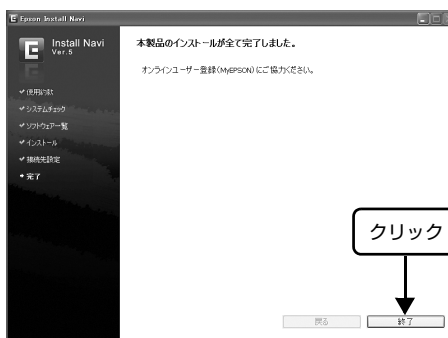 Epson Install Navi
Install Navi
Ver.5
使用許諾
システムチェック
ソフトウェア一覧
インストール
接続先設定
完了
本製品のインストールが全て完了しました。
オンラインユーザー登録(MyEPSON)にご協力ください。
クリック
戻る
終了